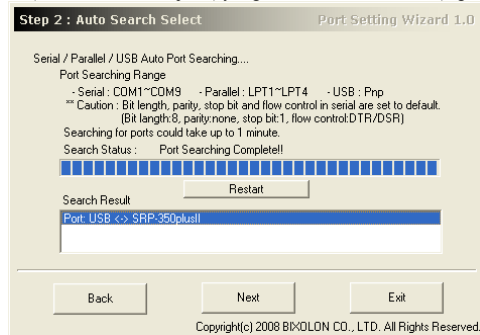 Step 2 : Auto Search Select Port Setting Wizard 1.0
Serial / Parallel / USB Auto Port Searching....
Port Searching Range
- Serial : COM1~COM9 - Parallel : LPT1~LPT4 - USB : Pnp
** Caution : Bit length, parity, stop bit and flow control in serial are set to default.
(Bit length:8, parity:none, stop bit:1, flow control:DTR/DSR)
Searching for ports could take up to 1 minute.
Search Status : Port Searching Complete!!
Restart
Search Result
Port: USB <-> SRP-350plusII
Back Next Exit
Copyright(c) 2008 BIXOLON CO., LTD. All Rights Reserved.